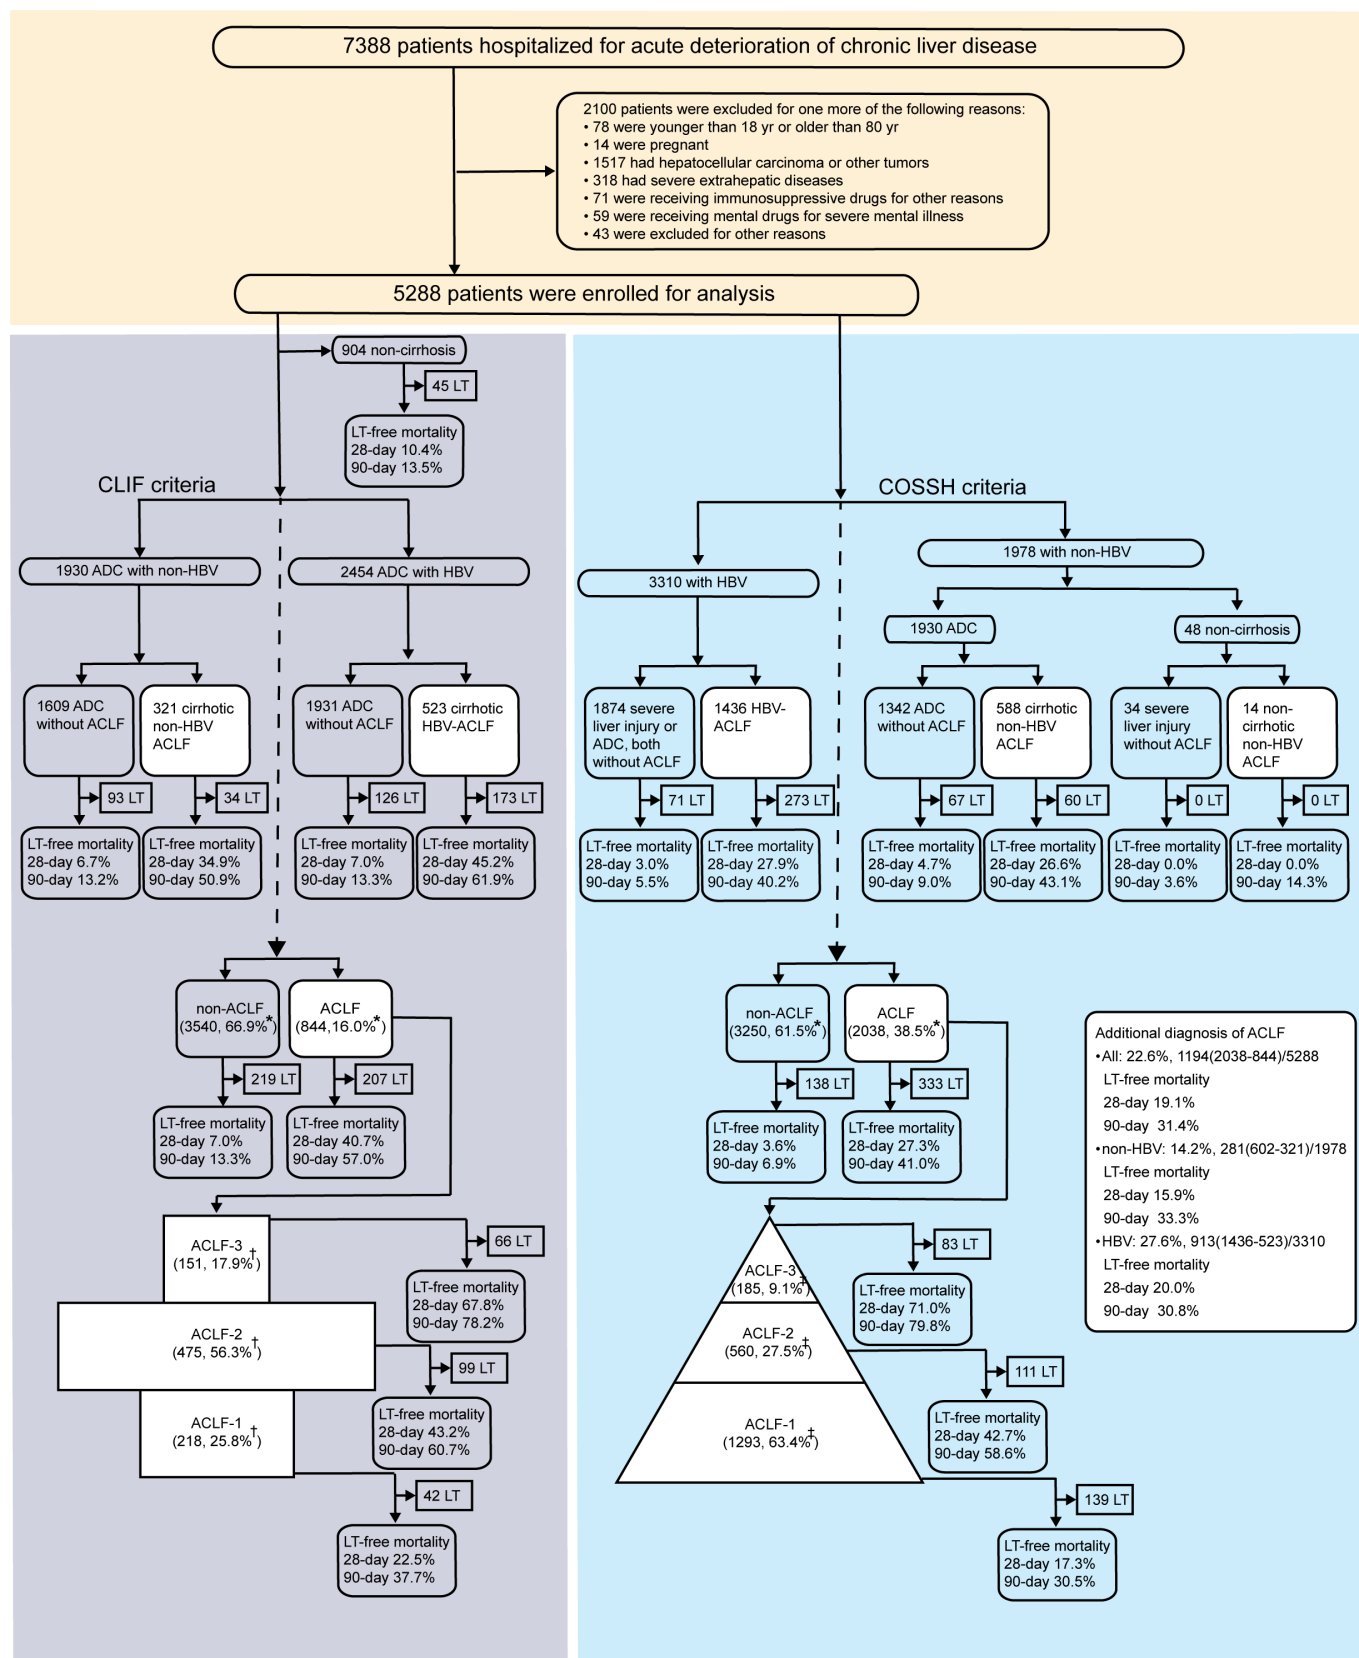 7388 patients hospitalized for acute deterioration of chronic liver disease
2100 patients were excluded for one more of the following reasons:
• 78 were younger than 18 yr or older than 80 yr
• 14 were pregnant
• 1517 had hepatocellular carcinoma or other tumors
• 318 had severe extrahepatic diseases
• 71 were receiving immunosuppressive drugs for other reasons
• 59 were receiving mental drugs for severe mental illness
• 43 were excluded for other reasons
5288 patients were enrolled for analysis
904 non-cirrhosis
45 LT
LT-free mortality
28-day 10.4%
90-day 13.5%
CLIF criteria
1930 ADC with non-HBV
2454 ADC with HBV
1609 ADC
without ACLF
321 cirrhotic
non-HBV
ACLF
1931 ADC
without ACLF
523 cirrhotic
HBV-ACLF
93 LT
34 LT
126 LT
173 LT
LT-free mortality
28-day 6.7%
90-day 13.2%
LT-free mortality
28-day 34.9%
90-day 50.9%
LT-free mortality
28-day 7.0%
90-day 13.3%
LT-free mortality
28-day 45.2%
90-day 61.9%
non-ACLF
(3540, 66.9%*)
ACLF
(844,16.0%*)
219 LT
207 LT
LT-free mortality
28-day 7.0%
90-day 13.3%
LT-free mortality
28-day 40.7%
90-day 57.0%
ACLF-3
(151, 17.9%†)
66 LT
LT-free mortality
28-day 67.8%
90-day 78.2%
ACLF-2
(475, 56.3%†)
99 LT
LT-free mortality
28-day 43.2%
90-day 60.7%
ACLF-1
(218, 25.8%†)
42 LT
LT-free mortality
28-day 22.5%
90-day 37.7%
COSSH criteria
3310 with HBV
1978 with non-HBV
1930 ADC
48 non-cirrhosis
1874 severe
liver injury or
ADC, both
without ACLF
1436 HBV-
ACLF
1342 ADC
without ACLF
588 cirrhotic
non-HBV
ACLF
34 severe
liver injury
without ACLF
14 non-
cirrhotic
non-HBV
ACLF
71 LT
273 LT
67 LT
60 LT
0 LT
0 LT
LT-free mortality
28-day 3.0%
90-day 5.5%
LT-free mortality
28-day 27.9%
90-day 40.2%
LT-free mortality
28-day 4.7%
90-day 9.0%
LT-free mortality
28-day 26.6%
90-day 43.1%
LT-free mortality
28-day 0.0%
90-day 3.6%
LT-free mortality
28-day 0.0%
90-day 14.3%
non-ACLF
(3250, 61.5%*)
ACLF
(2038, 38.5%*)
138 LT
333 LT
LT-free mortality
28-day 3.6%
90-day 6.9%
LT-free mortality
28-day 27.3%
90-day 41.0%
ACLF-3
(185, 9.1%‡)
83 LT
LT-free mortality
28-day 71.0%
90-day 79.8%
ACLF-2
(560, 27.5%‡)
111 LT
LT-free mortality
28-day 42.7%
90-day 58.6%
ACLF-1
(1293, 63.4%‡)
139 LT
LT-free mortality
28-day 17.3%
90-day 30.5%
Additional diagnosis of ACLF
•All: 22.6%, 1194(2038-844)/5288
LT-free mortality
28-day 19.1%
90-day 31.4%
•non-HBV: 14.2%, 281(602-321)/1978
LT-free mortality
28-day 15.9%
90-day 33.3%
•HBV: 27.6%, 913(1436-523)/3310
LT-free mortality
28-day 20.0%
90-day 30.8%